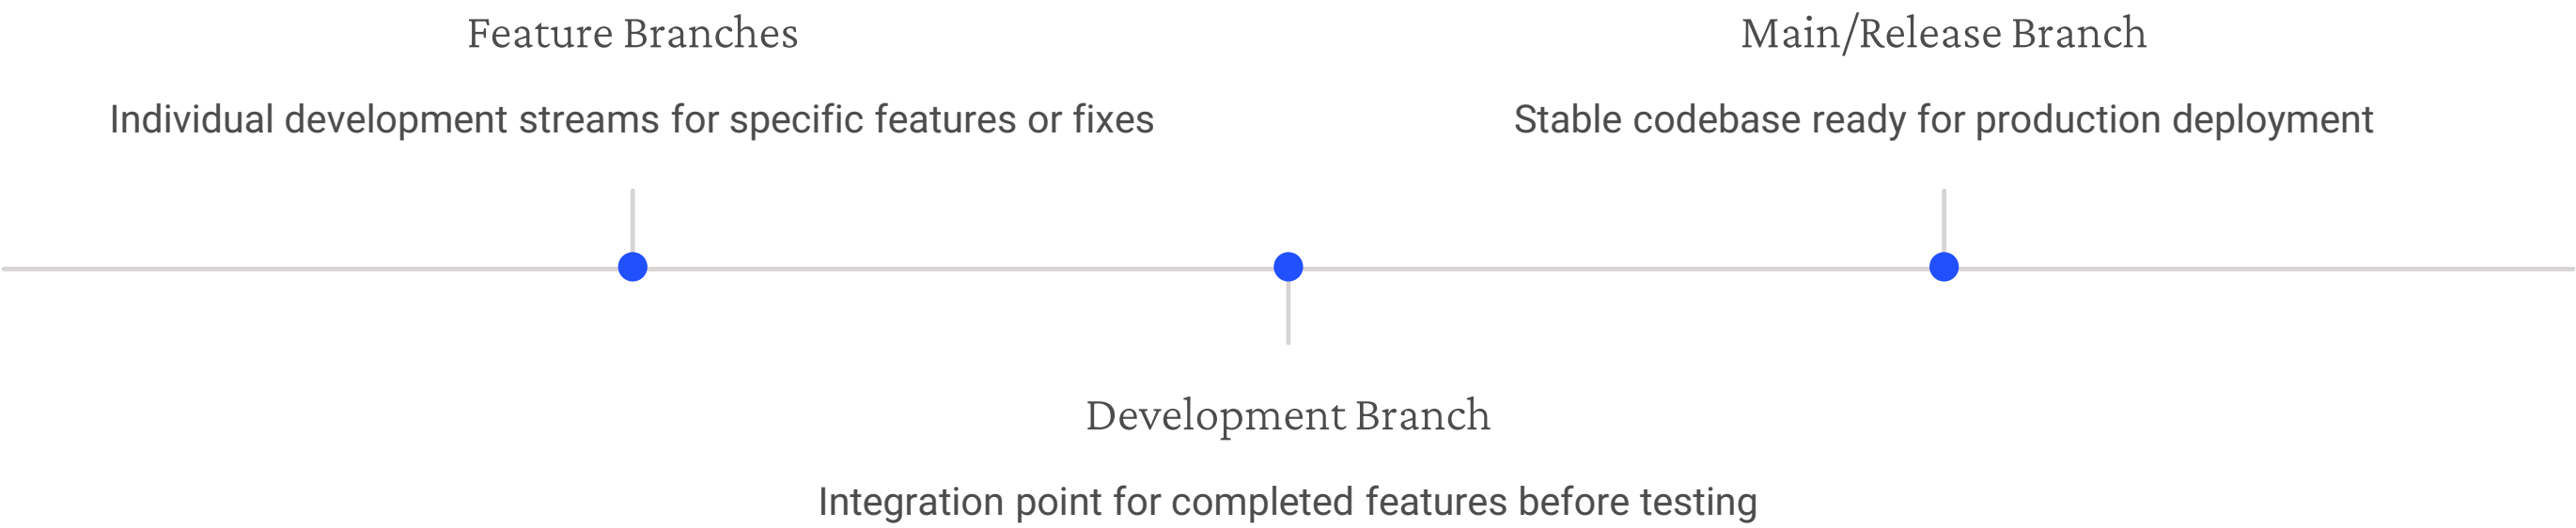 Feature Branches
Individual development streams for specific features or fixes
Main/Release Branch
Stable codebase ready for production deployment
Development Branch
Integration point for completed features before testing